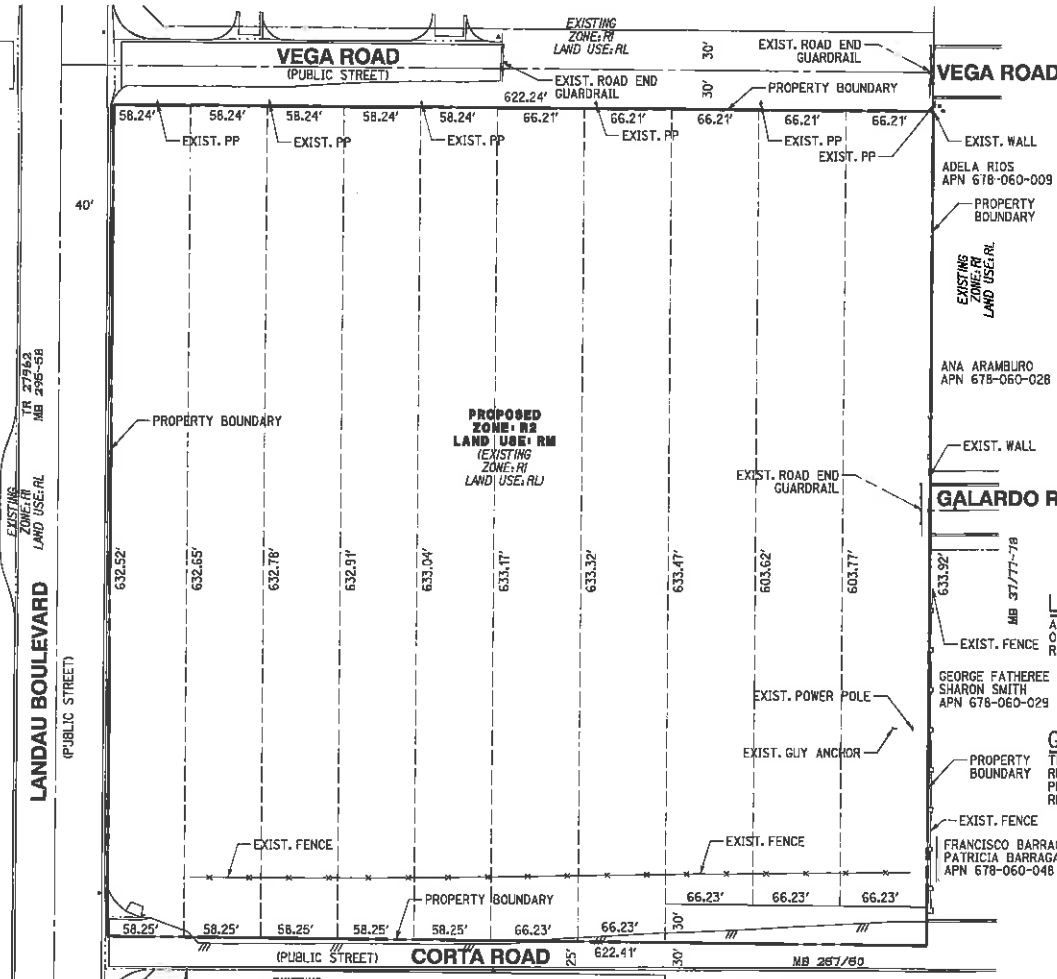 EXISTING
ZONE: R1
LAND USE: RL
VEGA ROAD
(PUBLIC STREET)
30'
EXIST. ROAD END
GUARDRAIL
EXIST. ROAD END
GUARDRAIL
30'
VEGA ROAD
622.24'
PROPERTY BOUNDARY
58.24'
58.24'
58.24'
58.24'
58.24'
66.21'
66.21'
66.21'
66.21'
66.21'
EXIST. PP
EXIST. PP
EXIST. PP
EXIST. PP
EXIST. PP
EXIST. PP
EXIST. WALL
ADELA RIOS
APN 678-060-009
PROPERTY
BOUNDARY
40'
EXISTING
ZONE: R1
LAND USE: RL
TR 27962
MB 295-58
ANA ARAMBURO
APN 678-060-028
PROPERTY BOUNDARY
PROPOSED
ZONE: R2
LAND USE: RM
(EXISTING
ZONE: R1
LAND USE: RL)
EXIST. WALL
EXIST. ROAD END
GUARDRAIL
GALARDO R
EXISTING
ZONE: R1
LAND USE: RL
632.52'
632.65'
632.78'
632.91'
633.04'
633.17'
633.32'
633.47'
603.62'
603.77'
633.92'
MB 37/77-78
LANDAU BOULEVARD
(PUBLIC STREET)
EXIST. FENCE
GEORGE FATHEREE
SHARON SMITH
APN 678-060-029
EXIST. POWER POLE
EXIST. GUY ANCHOR
PROPERTY
BOUNDARY
EXIST. FENCE
EXIST. FENCE
EXIST. FENCE
FRANCISCO BARRA
PATRICIA BARRAGA
APN 678-060-048
PROPERTY BOUNDARY
66.23'
66.23'
66.23'
58.25'
58.25'
58.25'
58.25'
58.25'
66.23'
66.23'
30'
(PUBLIC STREET)
CORTA ROAD
25'
622.41'
30'
MB 267/60